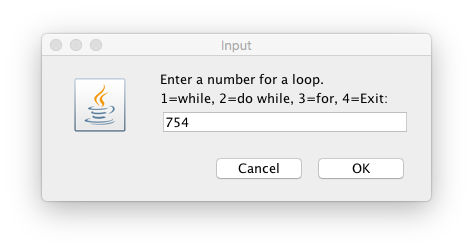 Input
Enter a number for a loop.
1=while, 2=do while, 3=for, 4=Exit:
754
Cancel OK